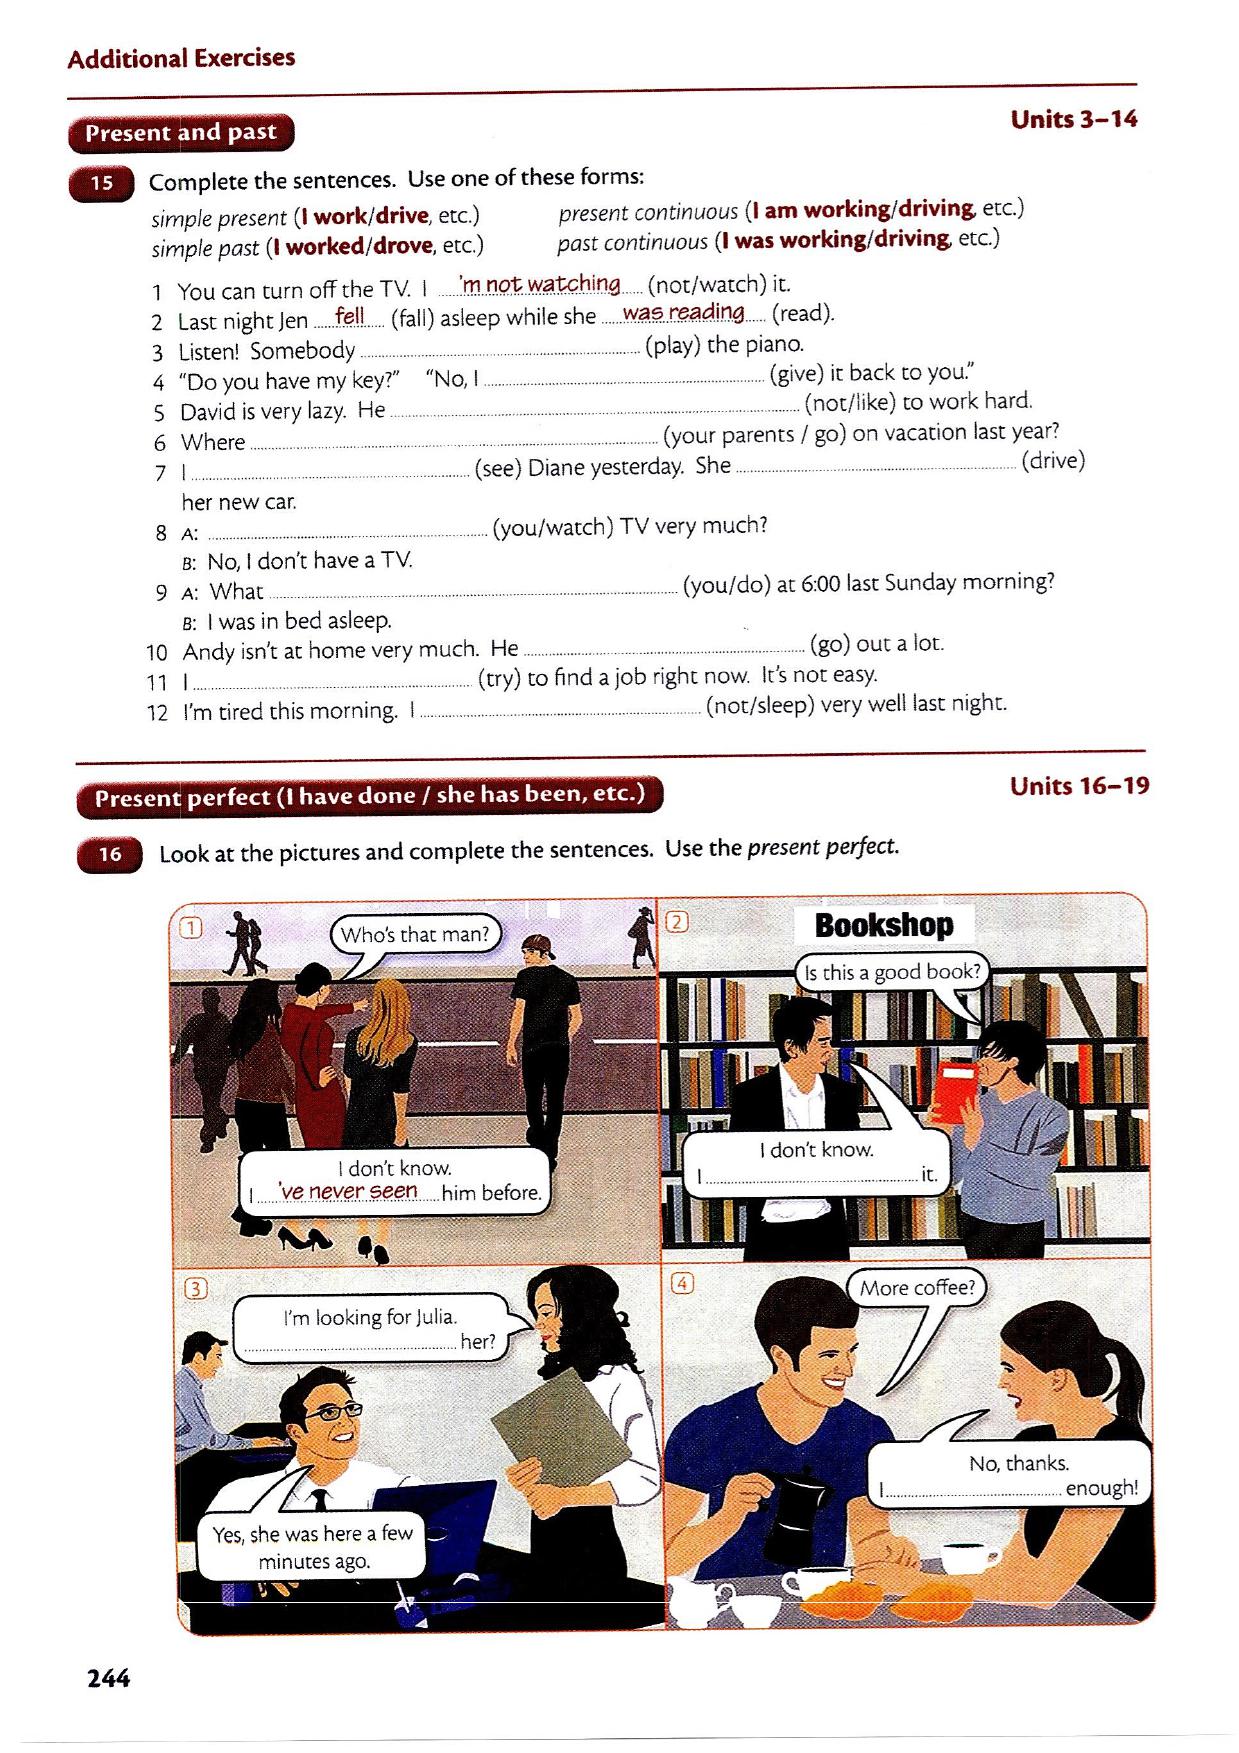 Additional Exercises
Present and past
Units 3–14
15 Complete the sentences. Use one of these forms:
simple present (I work/drive, etc.) present continuous (I am working/driving, etc.)
simple past (I worked/drove, etc.) past continuous (I was working/driving, etc.)
1 You can turn off the TV. I 'm not watching (not/watch) it.
2 Last night Jen fell (fall) asleep while she was reading (read).
3 Listen! Somebody (play) the piano.
4 "Do you have my key?" "No, I (give) it back to you."
5 David is very lazy. He (not/like) to work hard.
6 Where (your parents / go) on vacation last year?
7 I (see) Diane yesterday. She (drive)
her new car.
8 A: (you/watch) TV very much?
B: No, I don't have a TV.
9 A: What (you/do) at 6:00 last Sunday morning?
B: I was in bed asleep.
10 Andy isn't at home very much. He (go) out a lot.
11 I (try) to find a job right now. It's not easy.
12 I'm tired this morning. I (not/sleep) very well last night.
Present perfect (I have done / she has been, etc.)
Units 16–19
16 Look at the pictures and complete the sentences. Use the present perfect.
1
Who's that man?
I don't know.
I 've never seen him before.
2
Bookshop
Is this a good book?
I don't know.
I it.
3
I'm looking for Julia.
her?
Yes, she was here a few
minutes ago.
4
More coffee?
No, thanks.
I enough!
244